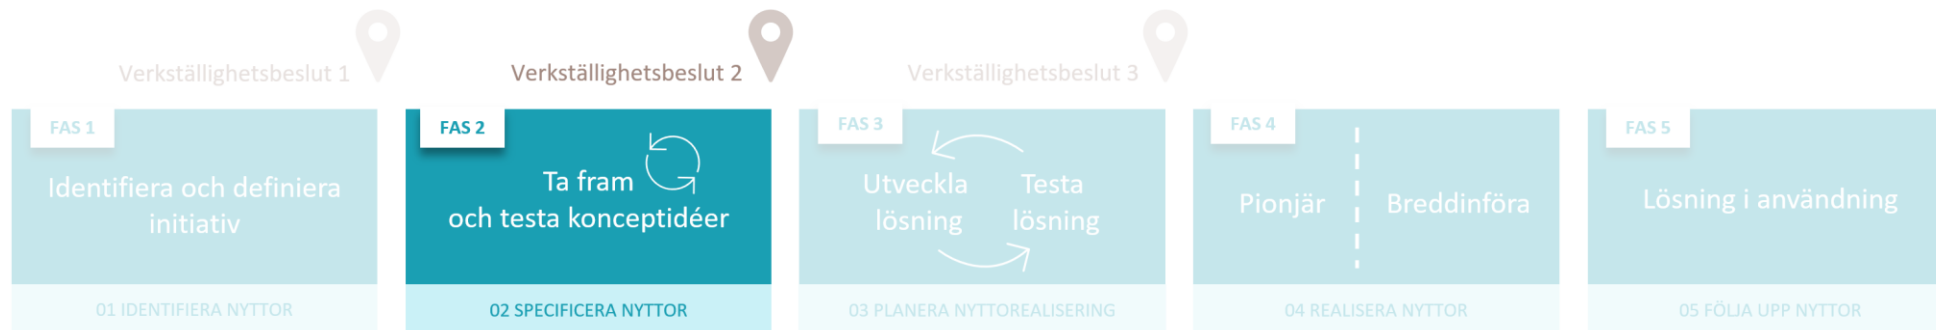 Verkställighetsbeslut 1
Verkställighetsbeslut 2
Verkställighetsbeslut 3
FAS 1
Identifiera och definiera
initiativ
01 IDENTIFIERA NYTTOR
FAS 2
Ta fram
och testa konceptidéer
02 SPECIFICERA NYTTOR
FAS 3
Utveckla
lösning
Testa
lösning
03 PLANERA NYTTOREALISERING
FAS 4
Pionjär
Breddinföra
04 REALISERA NYTTOR
FAS 5
Lösning i användning
05 FÖLJA UPP NYTTOR